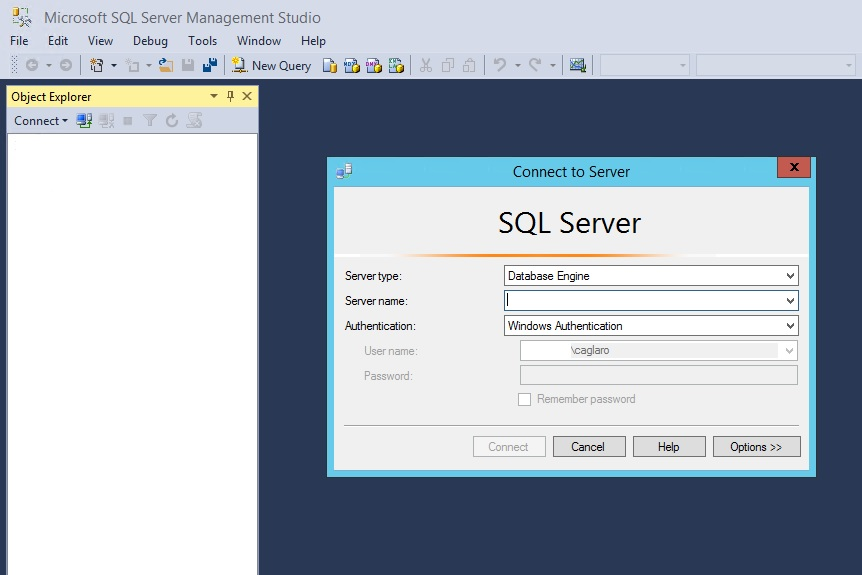 Microsoft SQL Server Management Studio
File Edit View Debug Tools Window Help
New Query
Object Explorer
Connect
Connect to Server
SQL Server
Server type: Database Engine
Server name:
Authentication: Windows Authentication
User name: \caglaro
Password:
Remember password
Connect Cancel Help Options >>